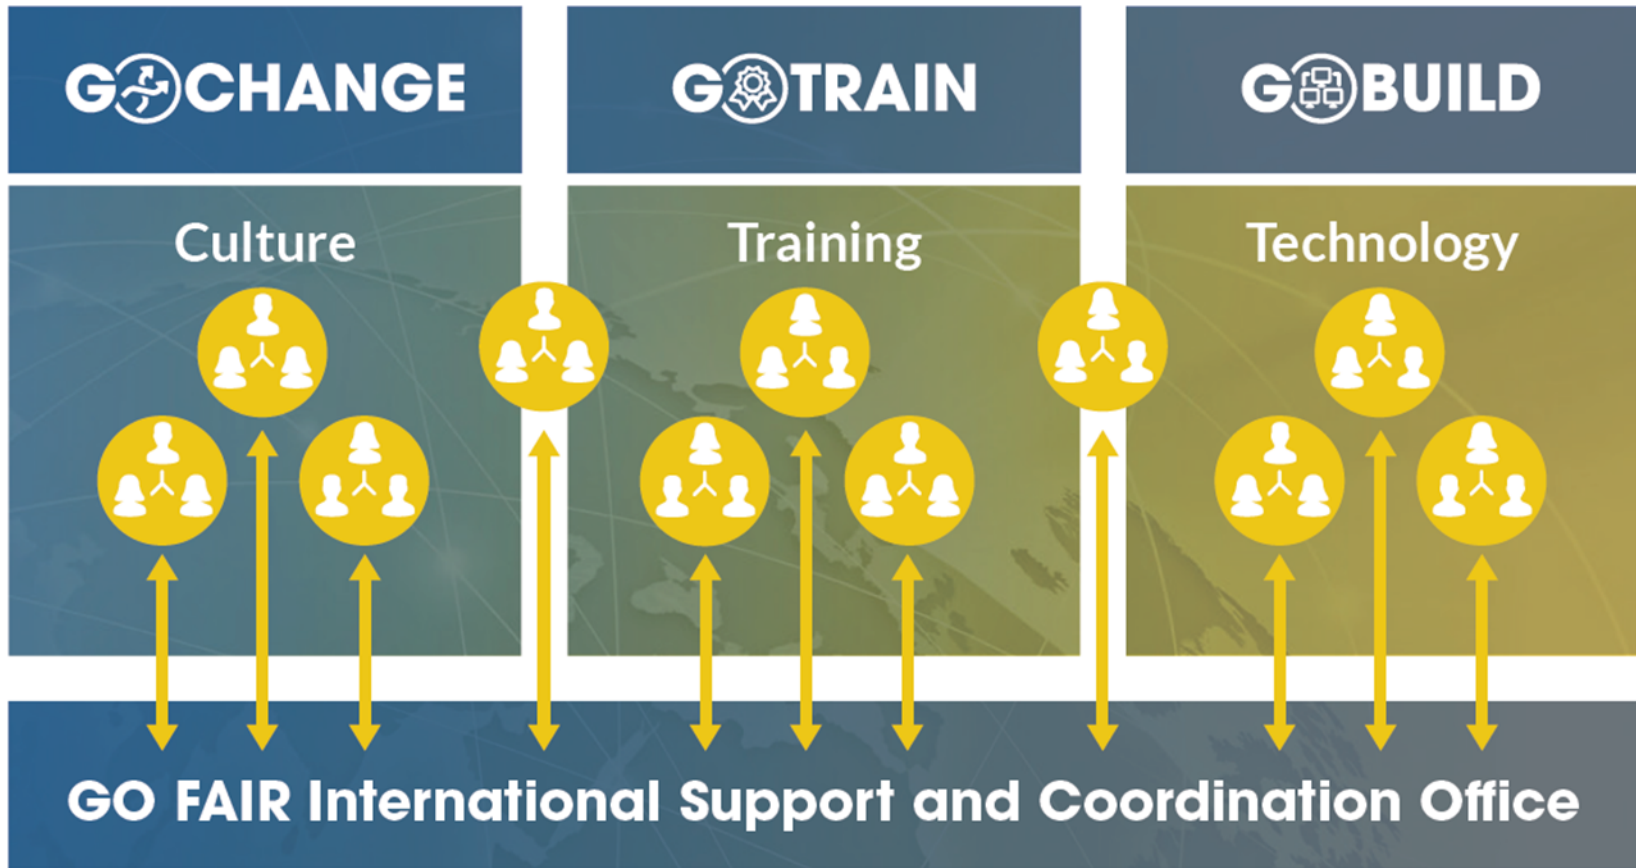 GO CHANGE
GO TRAIN
GO BUILD
Culture
Training
Technology
GO FAIR International Support and Coordination Office